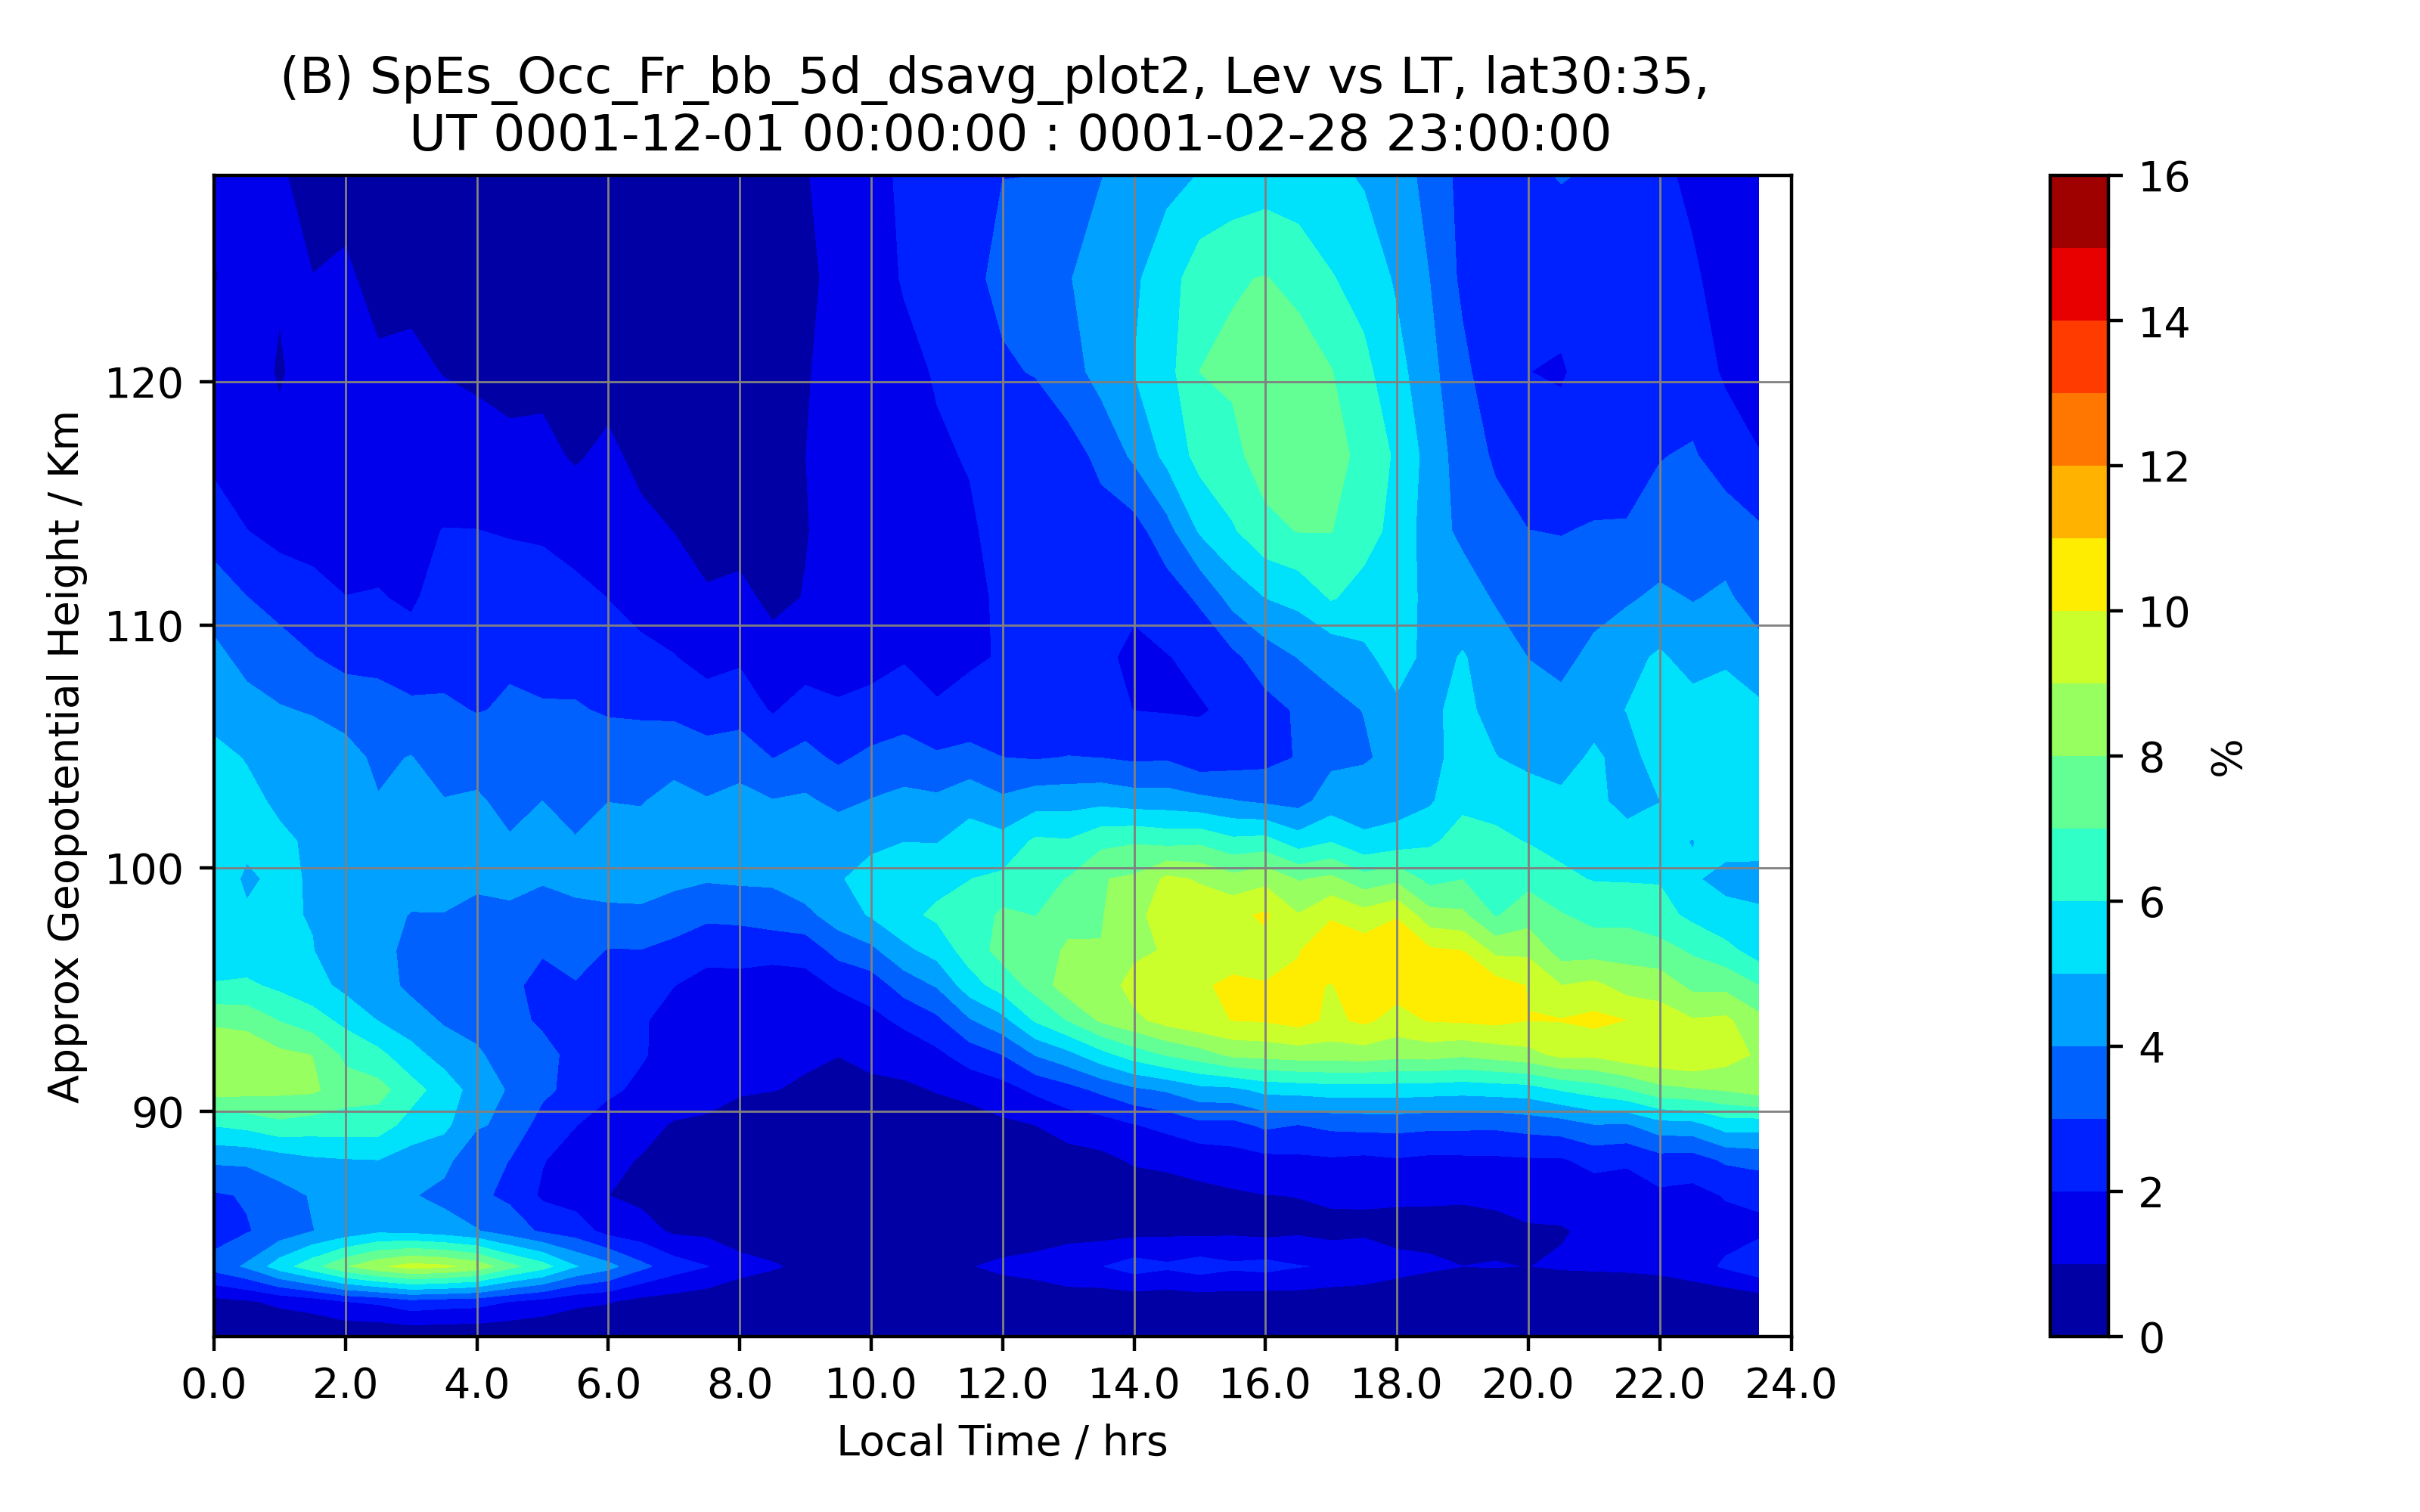 (B) SpEs_Occ_Fr_bb_5d_dsavg_plot2, Lev vs LT, lat30:35,
UT 0001-12-01 00:00:00 : 0001-02-28 23:00:00
Approx Geopotential Height / Km
120
110
100
90
0.0 2.0 4.0 6.0 8.0 10.0 12.0 14.0 16.0 18.0 20.0 22.0 24.0
Local Time / hrs
16
14
12
10
8
6
4
2
0
%